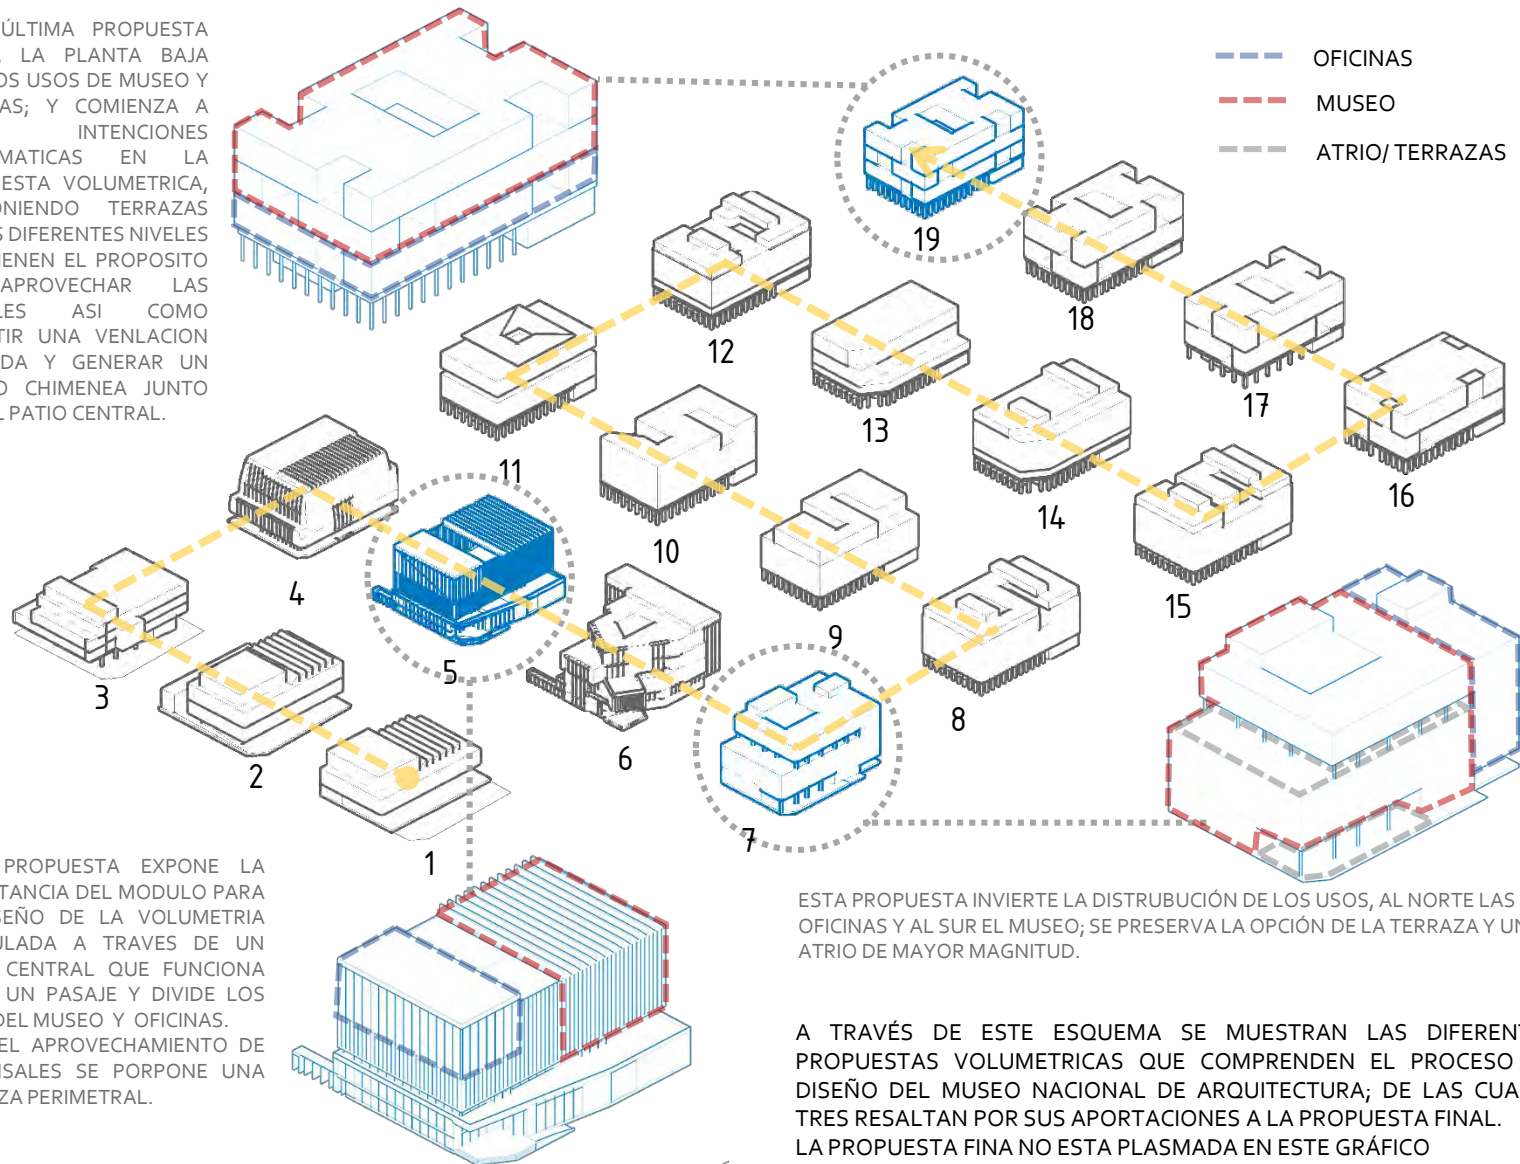 ÚLTIMA PROPUESTA
LA PLANTA BAJA
OS USOS DE MUSEO Y
AS; Y COMIENZA A
INTENCIONES
MATICAS EN LA
ESTA VOLUMETRICA,
ONIENDO TERRAZAS
S DIFERENTES NIVELES
IENEN EL PROPOSITO
APROVECHAR LAS
LES ASI COMO
TIR UNA VENLACION
DA Y GENERAR UN
O CHIMENEA JUNTO
L PATIO CENTRAL.
OFICINAS
MUSEO
ATRIO/ TERRAZAS
19
18
17
16
12
13
14
15
11
10
9
8
4
5
6
7
3
2
1
PROPUESTA EXPONE LA
TANCIA DEL MODULO PARA
SEÑO DE LA VOLUMETRIA
ULADA A TRAVES DE UN
CENTRAL QUE FUNCIONA
UN PASAJE Y DIVIDE LOS
DEL MUSEO Y OFICINAS.
EL APROVECHAMIENTO DE
ISALES SE PORPONE UNA
ZA PERIMETRAL.
ESTA PROPUESTA INVIERTE LA DISTRUBUCIÓN DE LOS USOS, AL NORTE LAS
OFICINAS Y AL SUR EL MUSEO; SE PRESERVA LA OPCIÓN DE LA TERRAZA Y UN
ATRIO DE MAYOR MAGNITUD.
A TRAVÉS DE ESTE ESQUEMA SE MUESTRAN LAS DIFERENT
PROPUESTAS VOLUMETRICAS QUE COMPRENDEN EL PROCESO
DISEÑO DEL MUSEO NACIONAL DE ARQUITECTURA; DE LAS CUA
TRES RESALTAN POR SUS APORTACIONES A LA PROPUESTA FINAL.
LA PROPUESTA FINA NO ESTA PLASMADA EN ESTE GRÁFICO